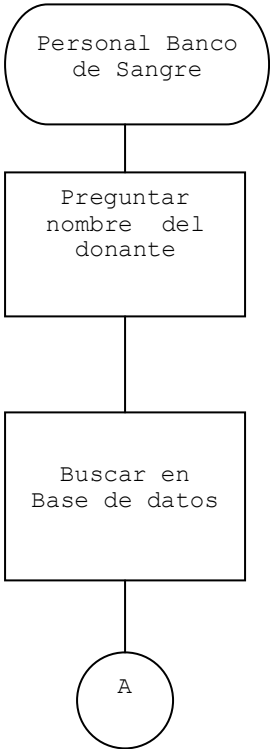 Personal Banco
de Sangre
Preguntar
nombre  del
donante
Buscar en
Base de datos
A